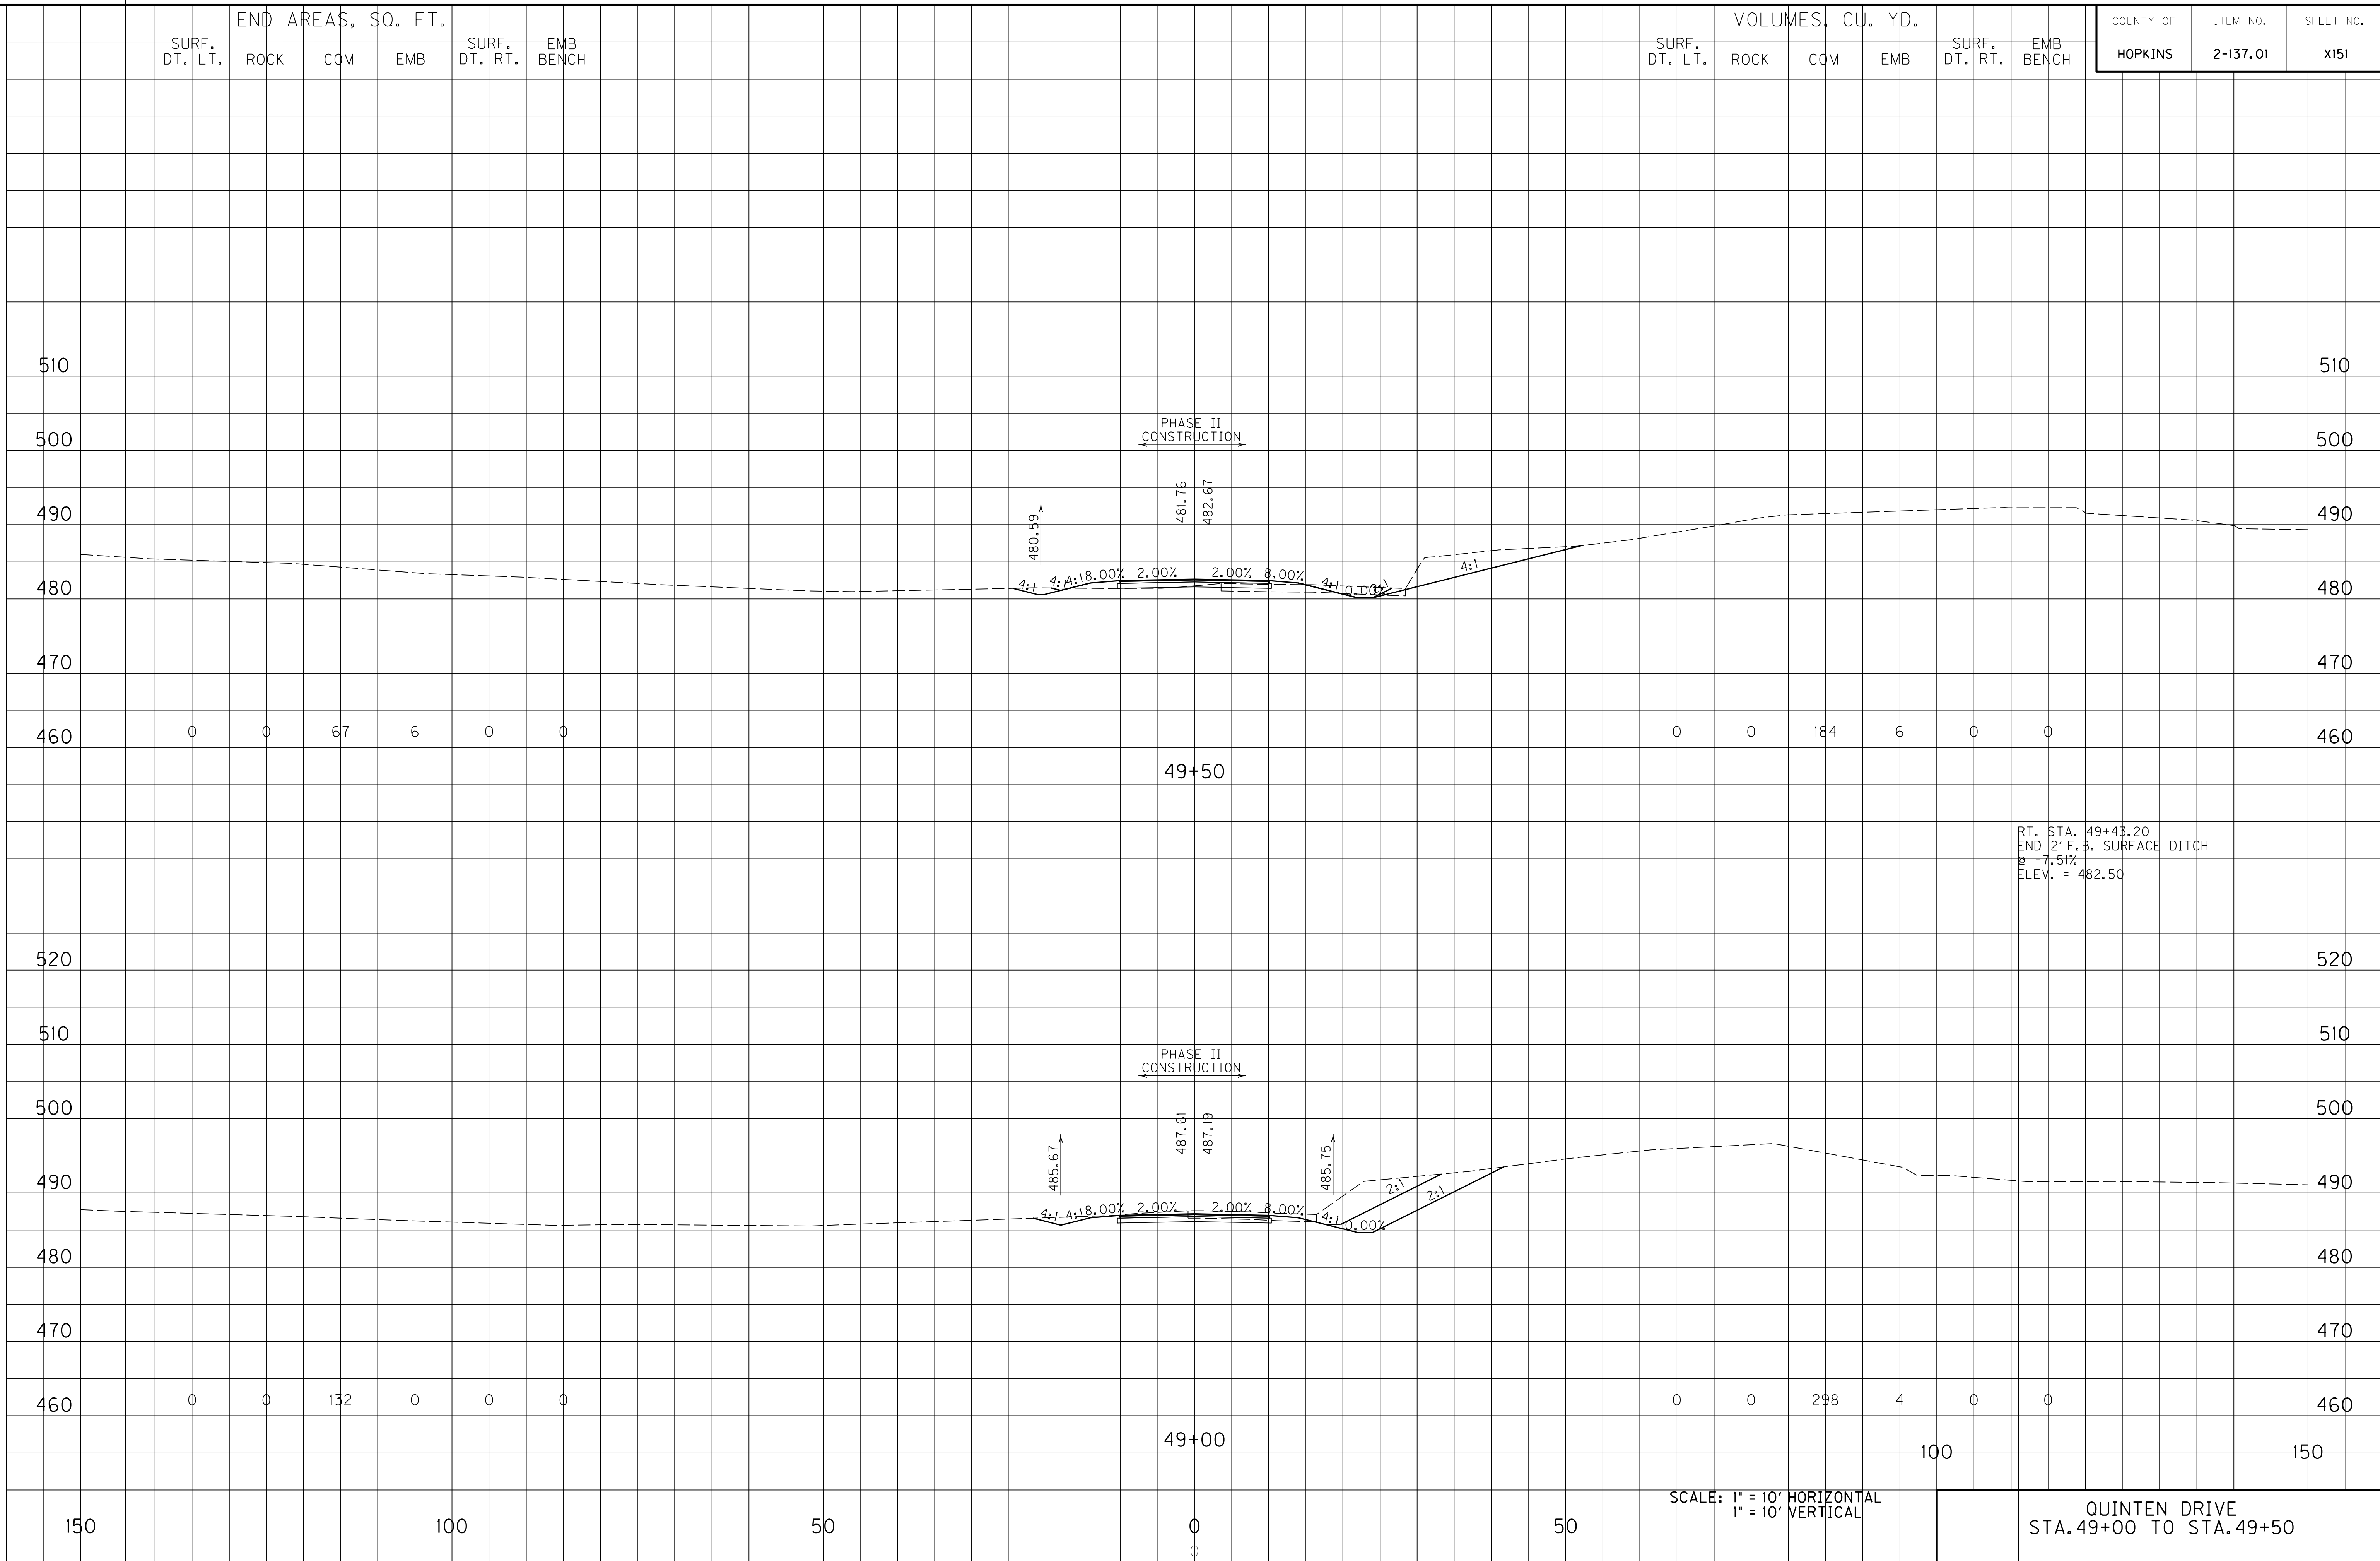 END AREAS, SQ. FT.
SURF. DT. LT. ROCK COM EMB SURF. DT. RT. EMB BENCH
VOLUMES, CU. YD.
SURF. DT. LT. ROCK COM EMB SURF. DT. RT. EMB BENCH
COUNTY OF ITEM NO. SHEET NO.
HOPKINS 2-137.01 X151
510 510
PHASE II
CONSTRUCTION
500 500
481.76
482.67
480.59
490 490
4:1 4:1 4:1 8.00% 2.00% 2.00% 8.00% 4:1 0.00% 4:1
480 480
470 470
0 0 67 6 0 0 0 0 184 6 0 0
460 460
49+50
RT. STA. 49+43.20
END 2' F.B. SURFACE DITCH
@ -7.51%
ELEV. = 482.50
520 520
510 510
PHASE II
CONSTRUCTION
500 500
487.61
487.19
485.67
485.75
490 490
4:1 4:1 8.00% 2.00% 2.00% 8.00% 4:1 0.00% 2:1 2:1
480 480
470 470
0 0 132 0 0 0 0 0 298 4 0 0
460 460
49+00
100 150
SCALE: 1" = 10' HORIZONTAL
1" = 10' VERTICAL
150 100 50 0 50
0
QUINTEN DRIVE
STA. 49+00 TO STA. 49+50